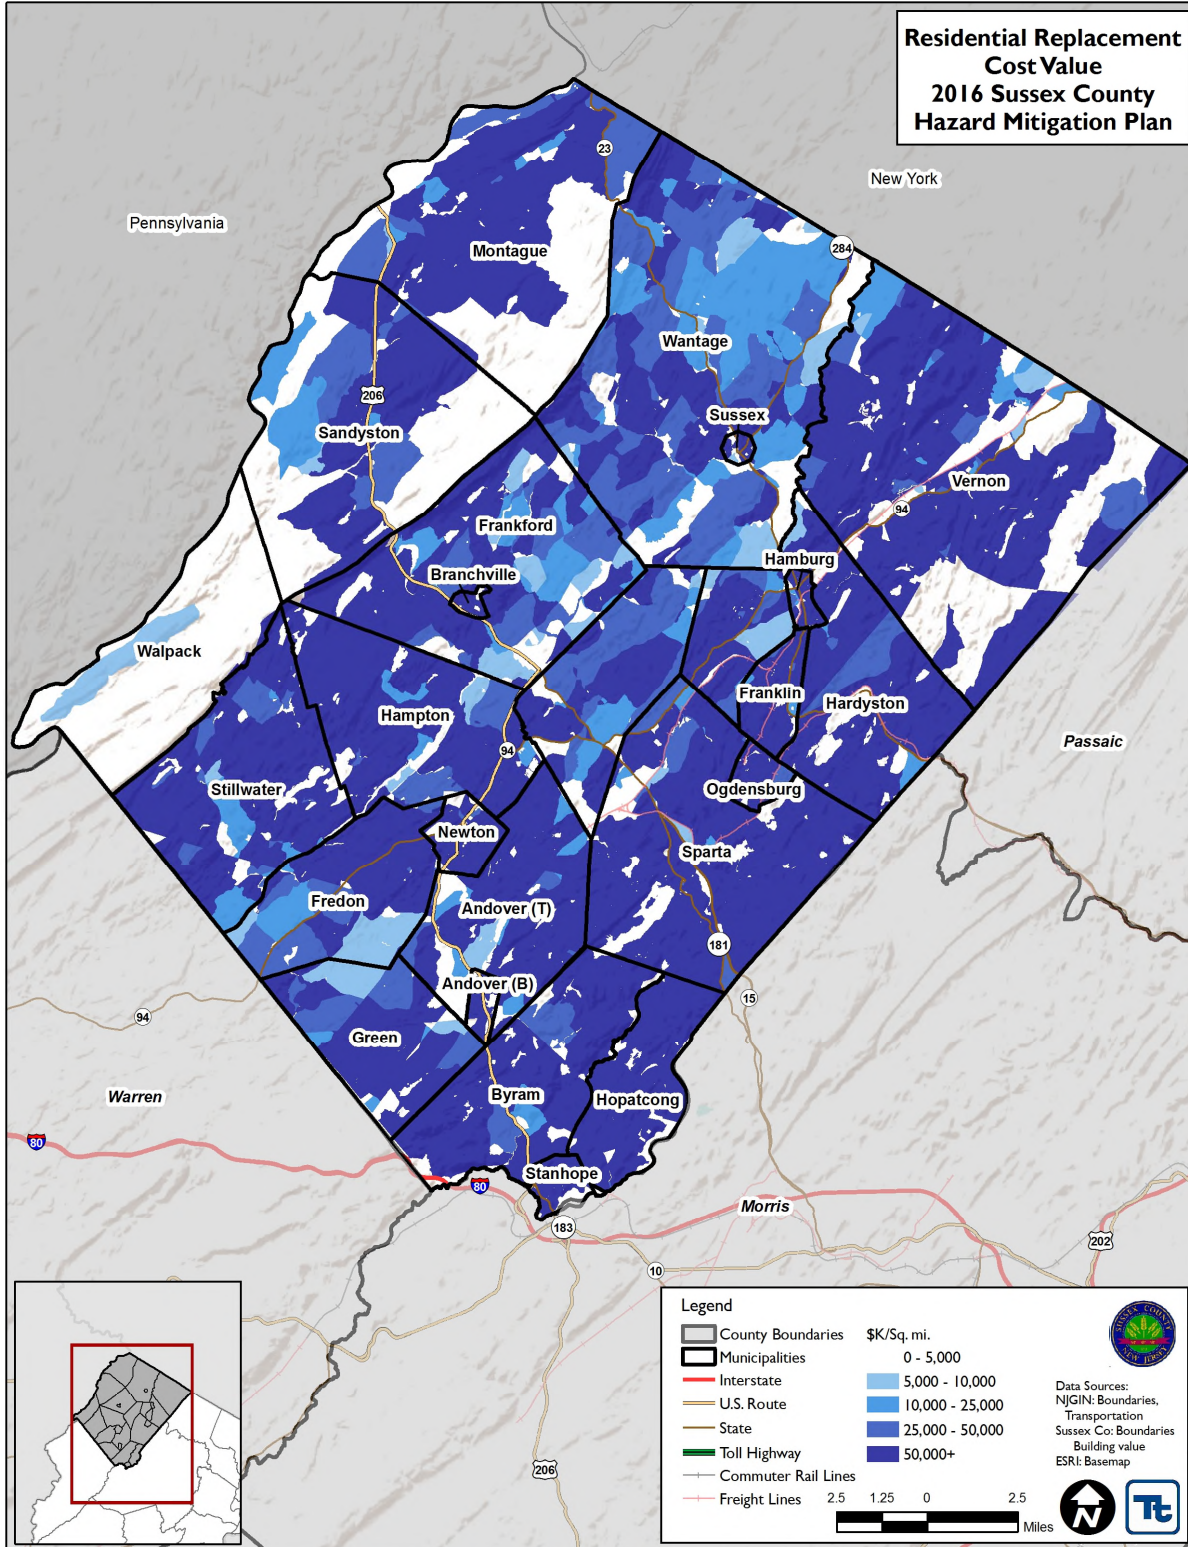 Residential Replacement
Cost Value
2016 Sussex County
Hazard Mitigation Plan
New York
Pennsylvania
23
284
Montague
Wantage
206
Sussex
Sandyston
Vernon
94
Frankford
Hamburg
Branchville
Walpack
Franklin
Hardyston
Hampton
Passaic
94
Stillwater
Ogdensburg
Newton
Sparta
Fredon
Andover (T)
181
Andover (B)
15
94
Green
Warren
Byram
Hopatcong
80
Stanhope
80
Morris
183
202
10
206
Legend
County Boundaries
Municipalities
Interstate
U.S. Route
State
Toll Highway
Commuter Rail Lines
Freight Lines
$K/Sq. mi.
0 - 5,000
5,000 - 10,000
10,000 - 25,000
25,000 - 50,000
50,000+
SUSSEX COUNTY
NEW JERSEY
Data Sources:
NJGIN: Boundaries,
Transportation
Sussex Co: Boundaries
Building value
ESRI: Basemap
2.5 1.25 0 2.5
Miles
N
Tt